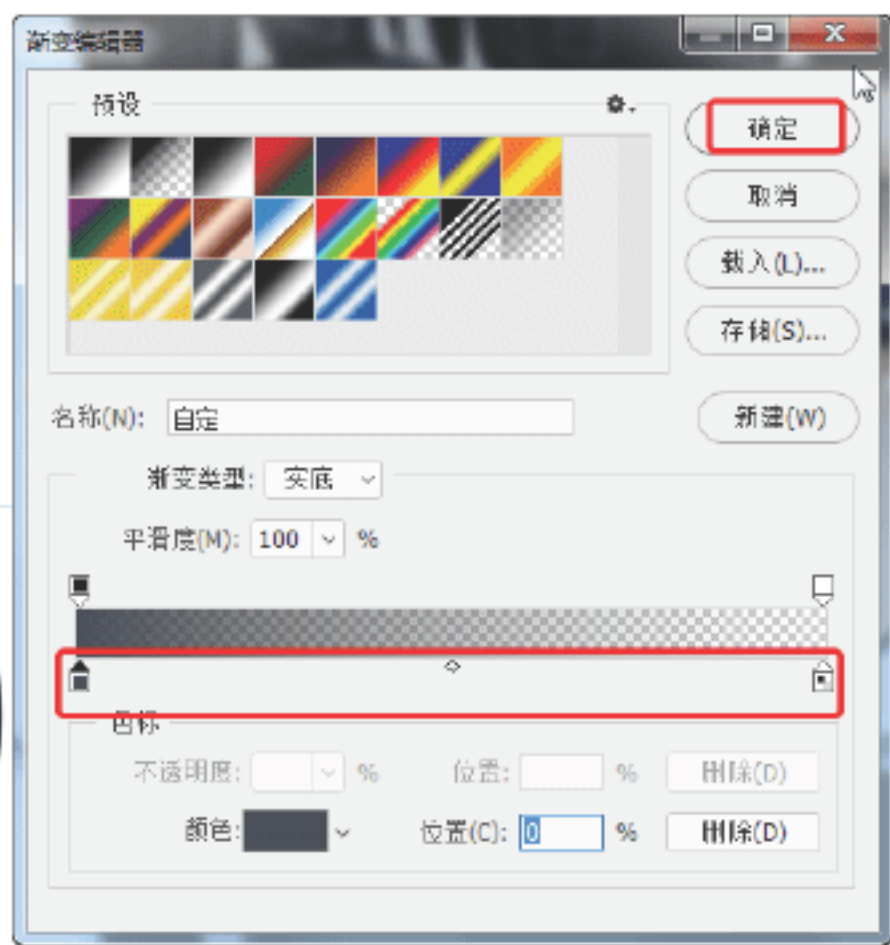 渐变编辑器
预设
确定
取消
载入(L)...
存储(S)...
名称(N): 自定
新建(W)
渐变类型: 实底
平滑度(M): 100 %
色标
不透明度: % 位置: % 删除(D)
颜色: 位置(C): 0 % 删除(D)